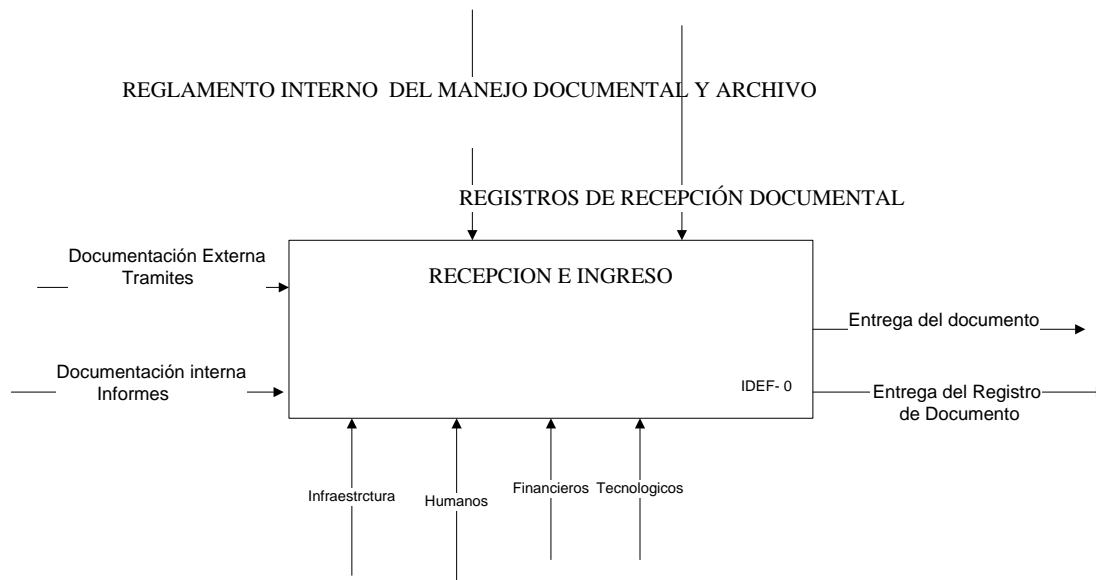 REGLAMENTO INTERNO DEL MANEJO DOCUMENTAL Y ARCHIVO
REGISTROS DE RECEPCIÓN DOCUMENTAL
Documentación Externa
Tramites
RECEPCION E INGRESO
Entrega del documento
Documentación interna
Informes
IDEF- 0
Entrega del Registro
de Documento
Infraestrctura
Humanos
Financieros
Tecnologicos